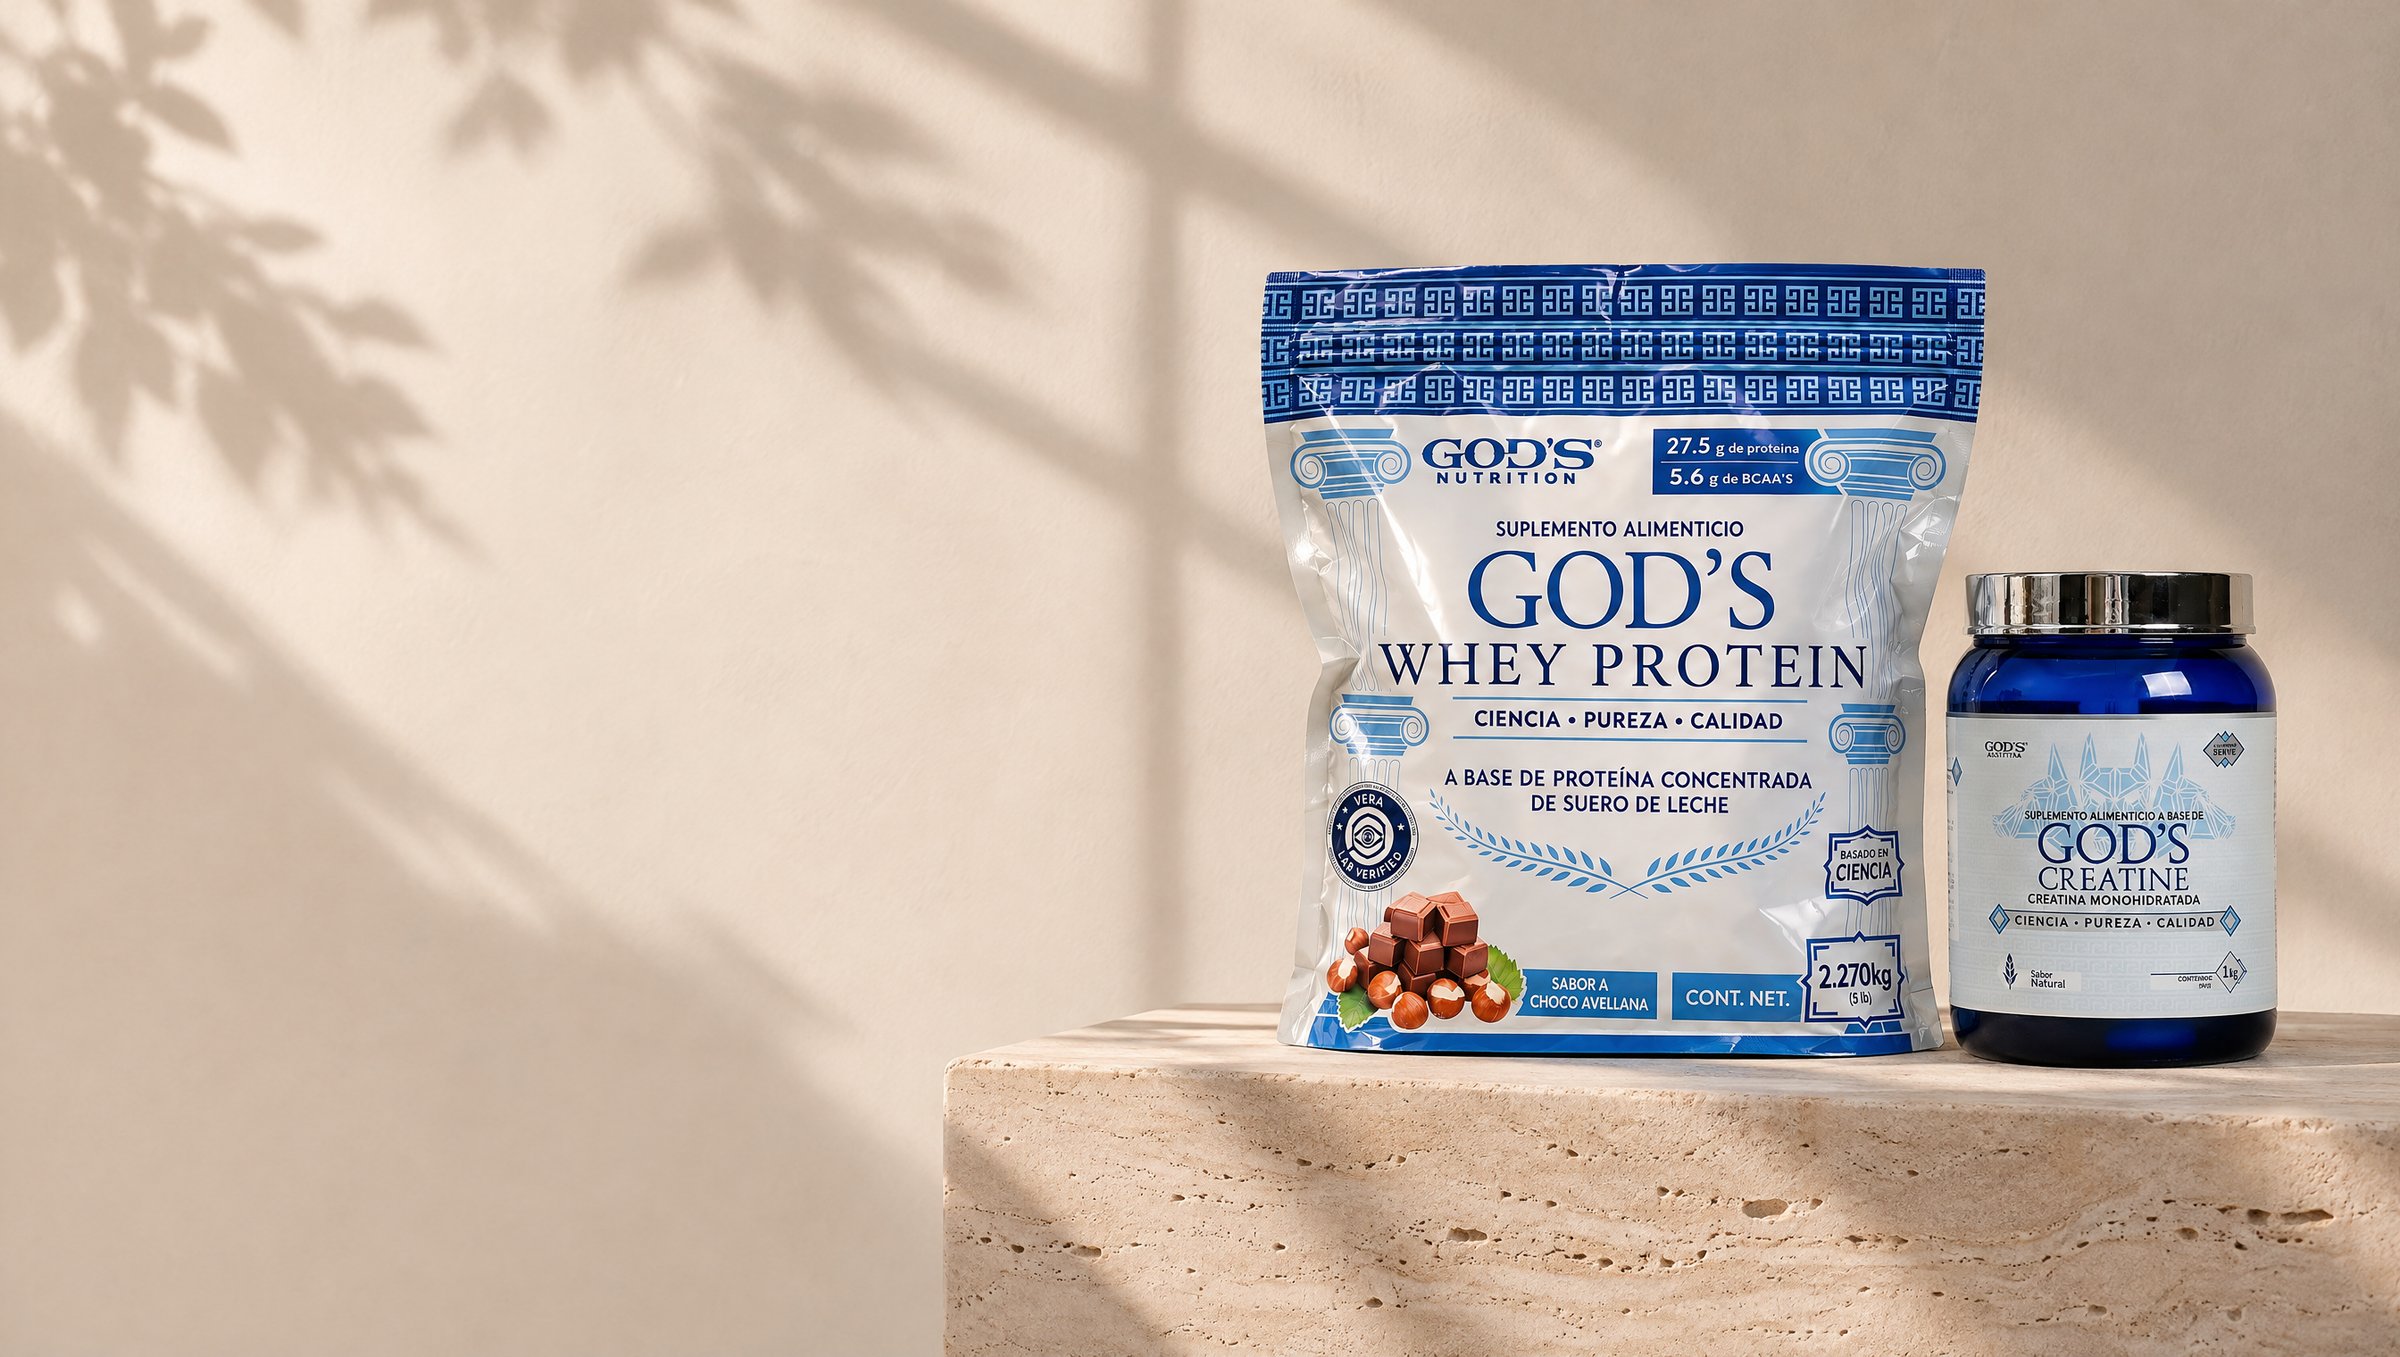 GOD'S®
NUTRITION
27.5 g de proteina
5.6 g de BCAA'S
SUPLEMENTO ALIMENTICIO
GOD'S
WHEY PROTEIN
CIENCIA • PUREZA • CALIDAD
A BASE DE PROTEÍNA CONCENTRADA
DE SUERO DE LECHE
VERA
LAB VERIFIED
BASADO EN
CIENCIA
SABOR A
CHOCO AVELLANA
CONT. NET.
2.270kg
(5 lb)
GOD'S
SUPLEMENTO ALIMENTICIO A BASE DE
GOD'S
CREATINE
CREATINA MONOHIDRATADA
CIENCIA • PUREZA • CALIDAD
Sabor
Natural
1kg